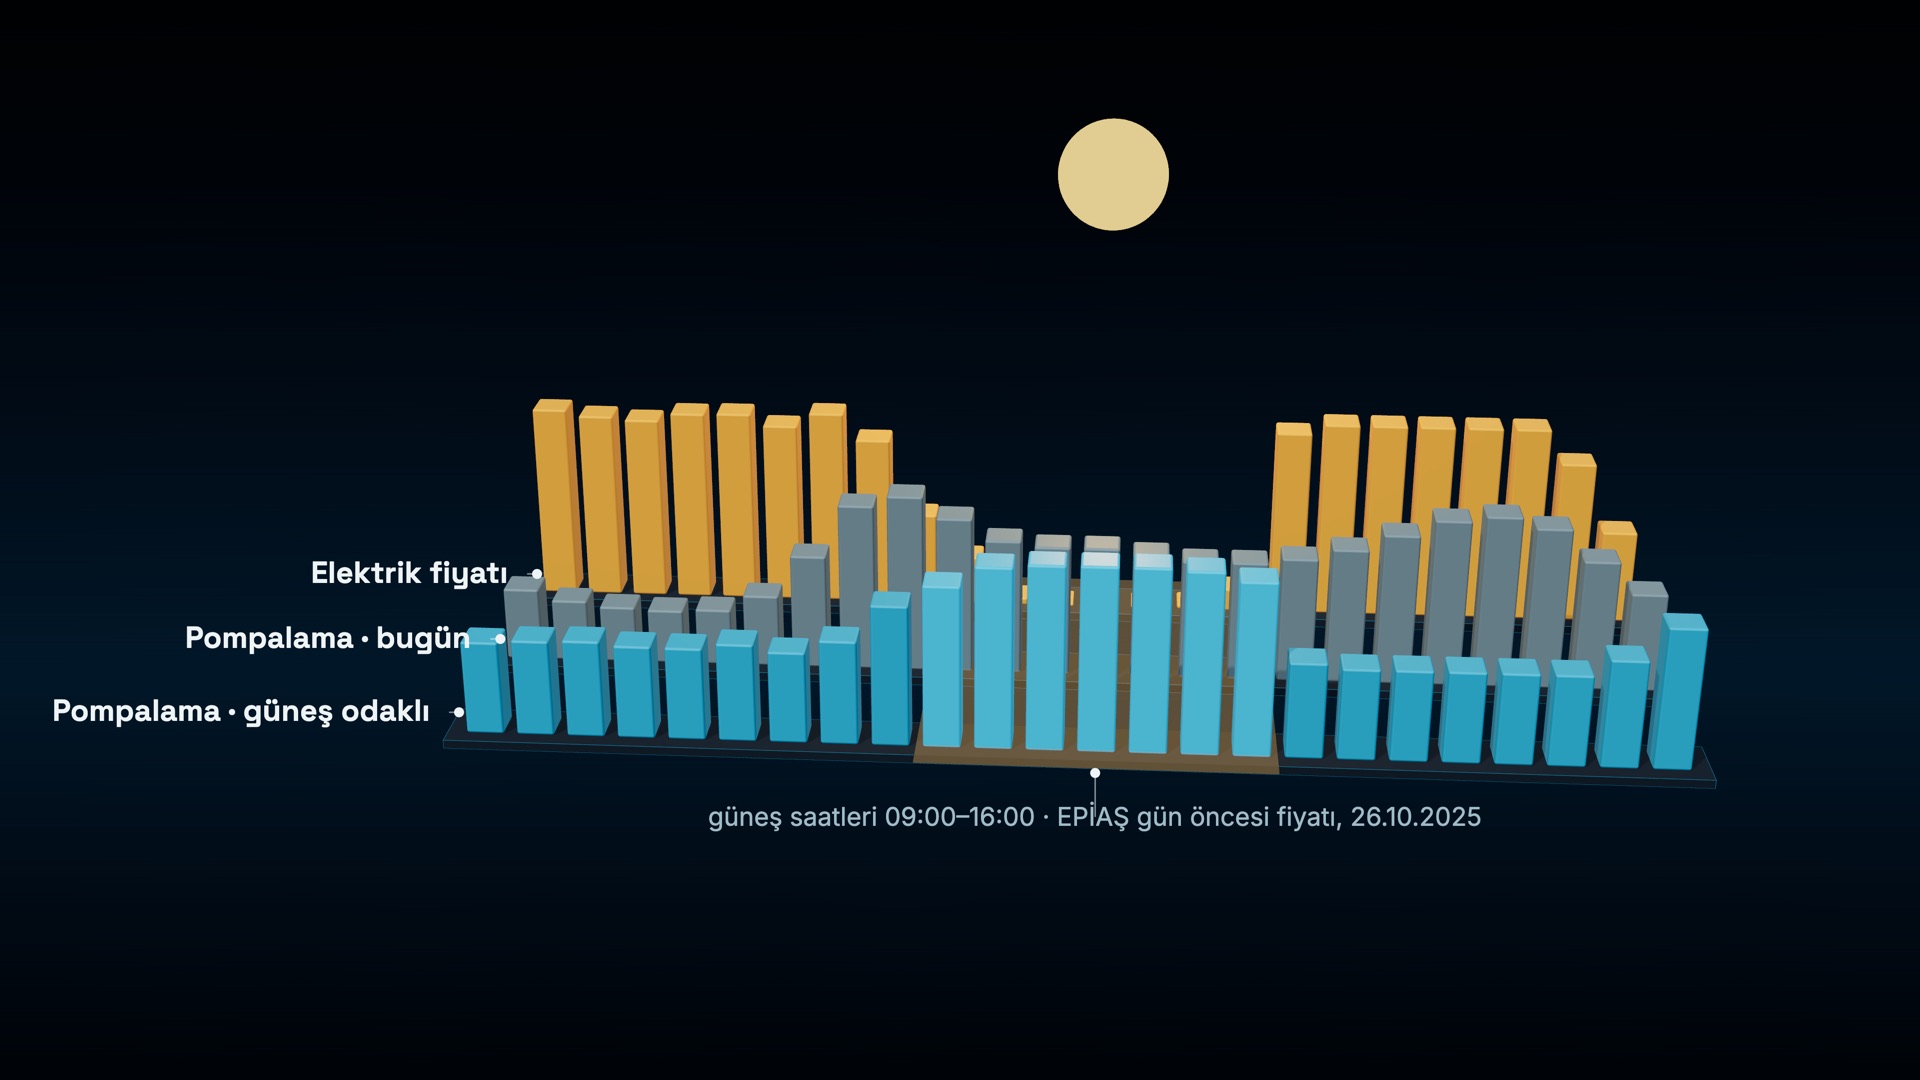 Elektrik fiyatı
Pompalama · bugün
Pompalama · güneş odaklı
güneş saatleri 09:00–16:00 · EPİAŞ gün öncesi fiyatı, 26.10.2025